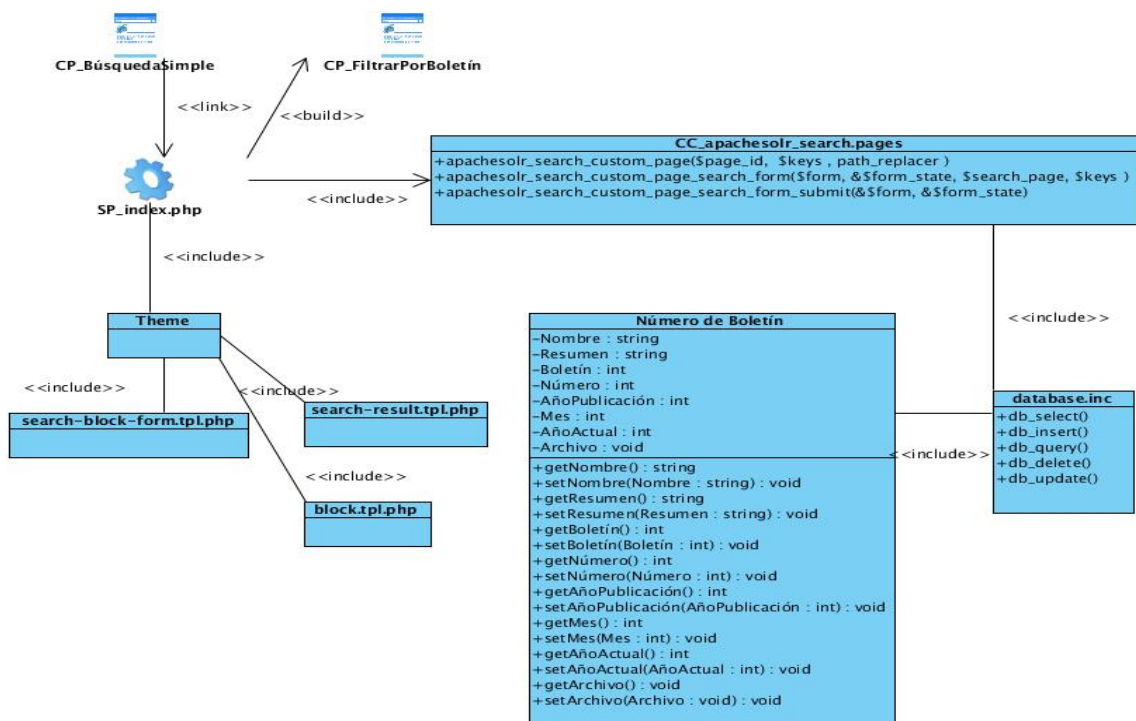 CP_BúsquedaSimple
CP_FiltrarPorBoletín
<<link>>
<<build>>
CC_apachesolr_search.pages
+apachesolr_search_custom_page($page_id, $keys , path_replacer )
+apachesolr_search_custom_page_search_form($form, &$form_state, $search_page, $keys )
+apachesolr_search_custom_page_search_form_submit(&$form, &$form_state)
<<include>>
SP_index.php
<<include>>
Theme
<<include>>
<<include>>
search-block-form.tpl.php
search-result.tpl.php
<<include>>
block.tpl.php
Número de Boletín
-Nombre : string
-Resumen : string
-Boletín : int
-Número : int
-AñoPublicación : int
-Mes : int
-AñoActual : int
-Archivo : void
+getNombre() : string
+setNombre(Nombre : string) : void
+getResumen() : string
+setResumen(Resumen : string) : void
+getBoletín() : int
+setBoletín(Boletín : int) : void
+getNúmero() : int
+setNúmero(Número : int) : void
+getAñoPublicación() : int
+setAñoPublicación(AñoPublicación : int) : void
+getMes() : int
+setMes(Mes : int) : void
+getAñoActual() : int
+setAñoActual(AñoActual : int) : void
+getArchivo() : void
+setArchivo(Archivo : void) : void
<<include>>
<<include>>
database.inc
+db_select()
+db_insert()
+db_query()
+db_delete()
+db_update()